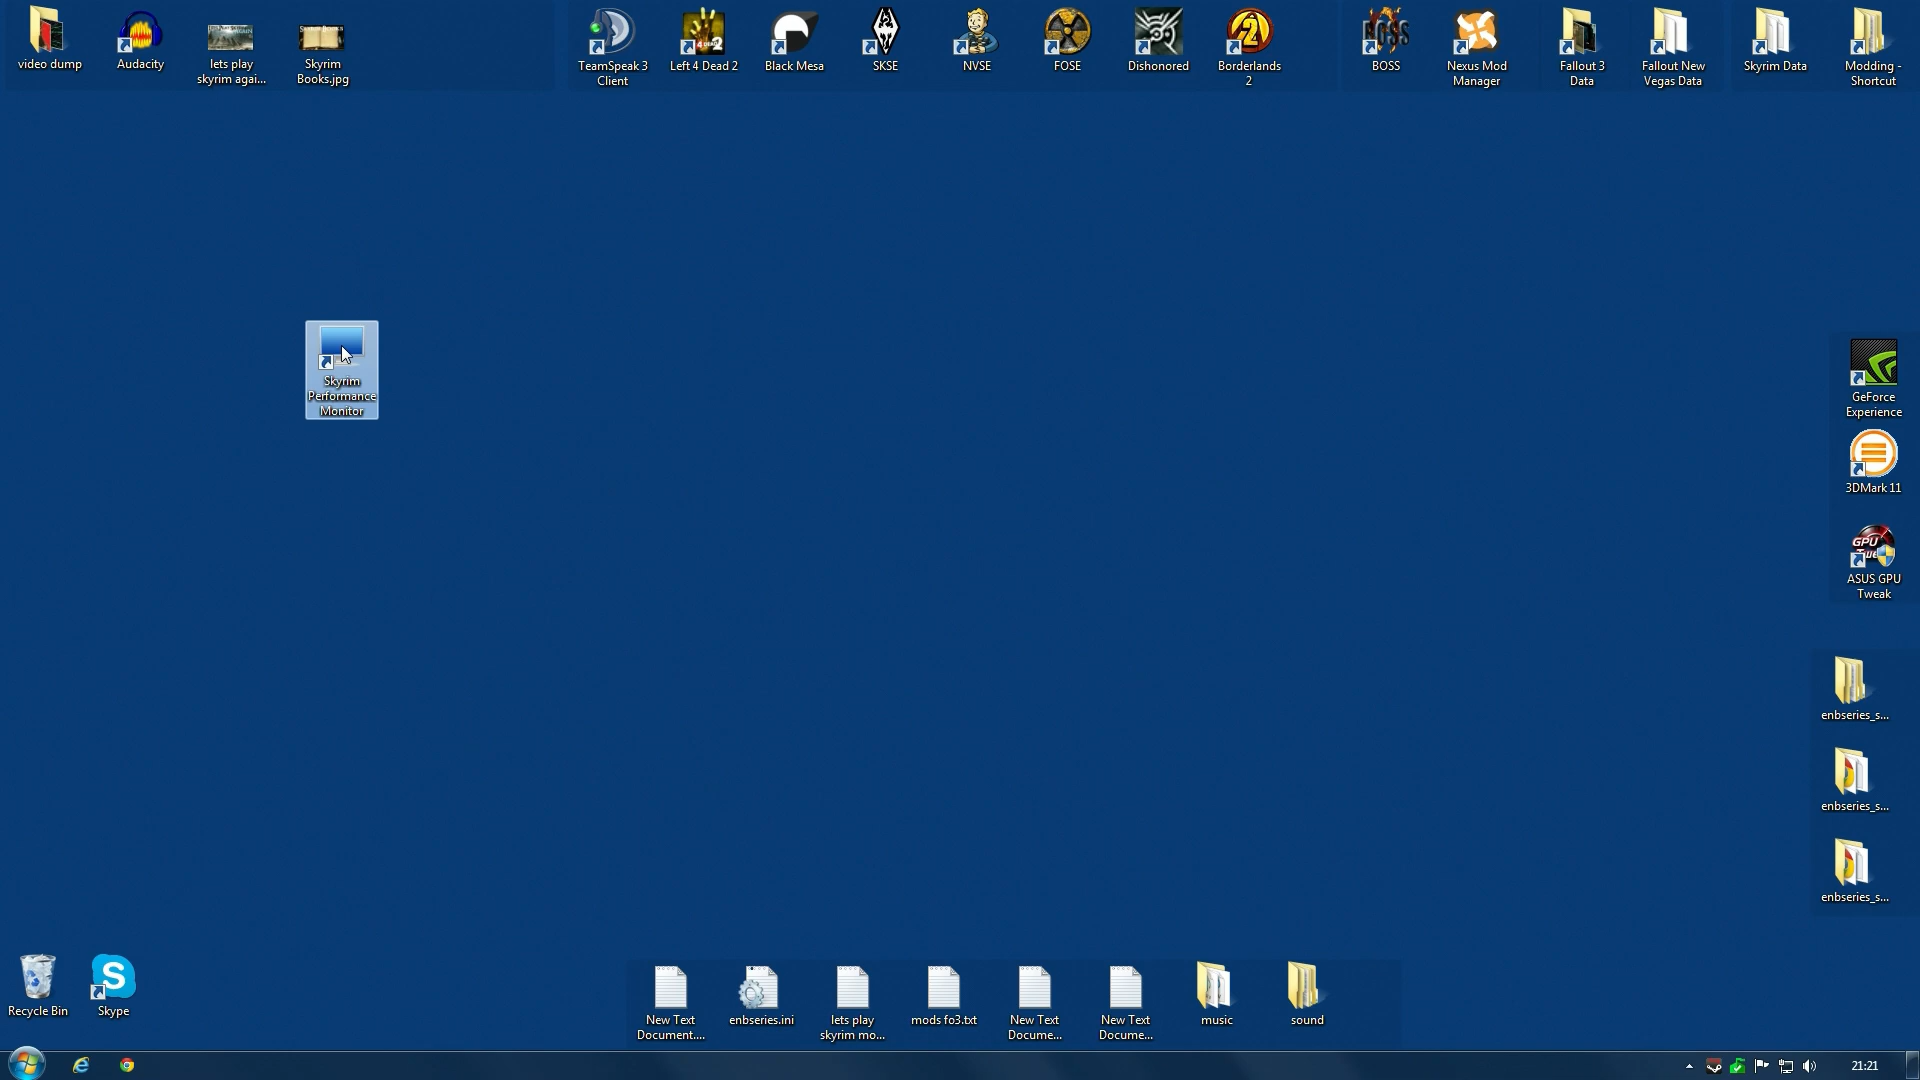 video dump
Audacity
lets play
skyrim agai...
Skyrim
Books.jpg
TeamSpeak 3
Client
Left 4 Dead 2
Black Mesa
SKSE
NVSE
FOSE
Dishonored
Borderlands
2
BOSS
BOSS
Nexus Mod
Manager
Fallout 3
Data
Fallout New
Vegas Data
Skyrim Data
Modding -
Shortcut
Skyrim
Performance
Monitor
GeForce
Experience
3DMark 11
GPU
ASUS GPU
Tweak
enbseries_s...
enbseries_s...
enbseries_s...
Recycle Bin
Skype
New Text
Document....
enbseries.ini
lets play
skyrim mo...
mods fo3.txt
New Text
Docume...
New Text
Docume...
music
sound
21:21